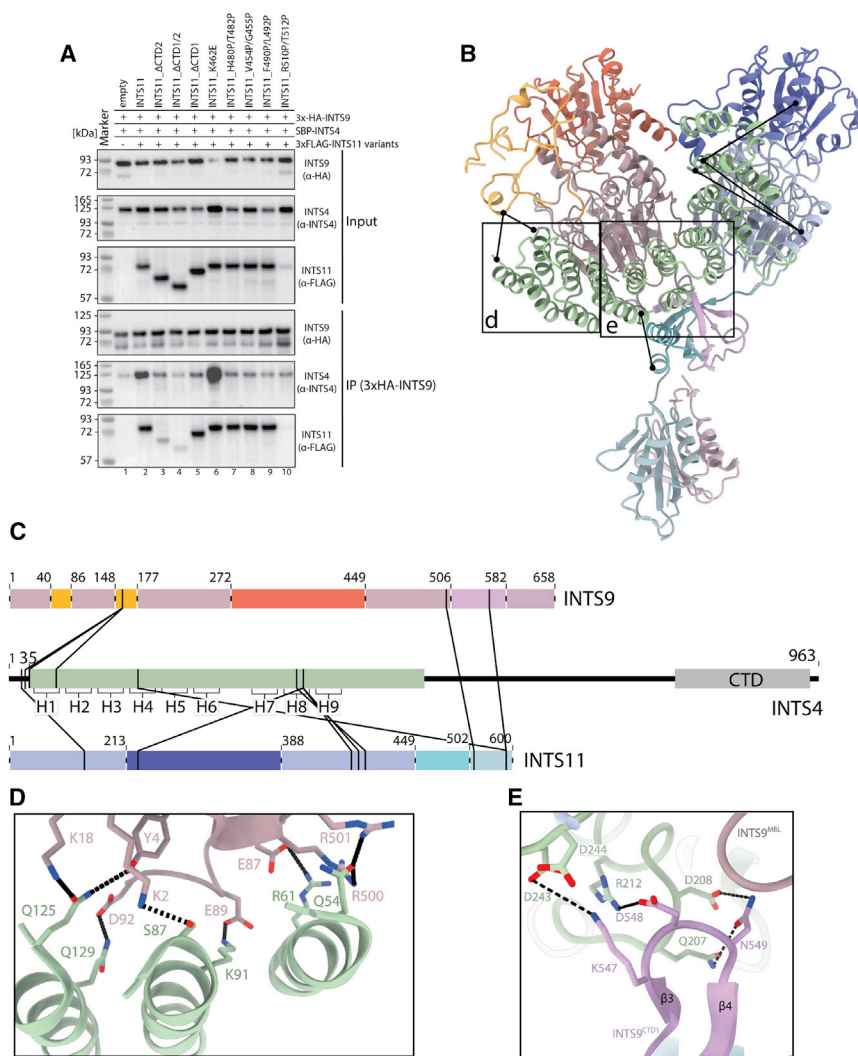 A
empty
INTS11
INTS11_ΔCTD2
INTS11_ΔCTD1/2
INTS11_ΔCTD1
INTS11_K462E
INTS11_H480P/T482P
INTS11_V454P/G455P
INTS11_F490P/L492P
INTS11_R510P/T512P
Marker
+ + + + + + + + + + 3x-HA-INTS9
[kDa] + + + + + + + + + + SBP-INTS4
- + + + + + + + + + 3xFLAG-INTS11 variants
93
72
INTS9
(α-HA)
165
125
93
72
INTS4
(α-INTS4)
Input
93
72
57
INTS11
(α-FLAG)
125
93
72
INTS9
(α-HA)
165
125
93
72
INTS4
(α-INTS4)
IP (3xHA-INTS9)
93
72
57
INTS11
(α-FLAG)
1 2 3 4 5 6 7 8 9 10
B
d
e
C
1 40 86 148 177 272 449 506 582 658
INTS9
1 35 963
CTD
H1 H2 H3 H4 H5 H6 H7 H8 H9
INTS4
1 213 388 449 502 600
INTS11
D
K18
Y4
E87
R501
K2
D92
E89
R61
Q54
R500
Q125
S87
Q129
K91
E
INTS9MBL
D244
R212
D208
D243
D548
N549
Q207
K547
β3
β4
INTS9CTD1